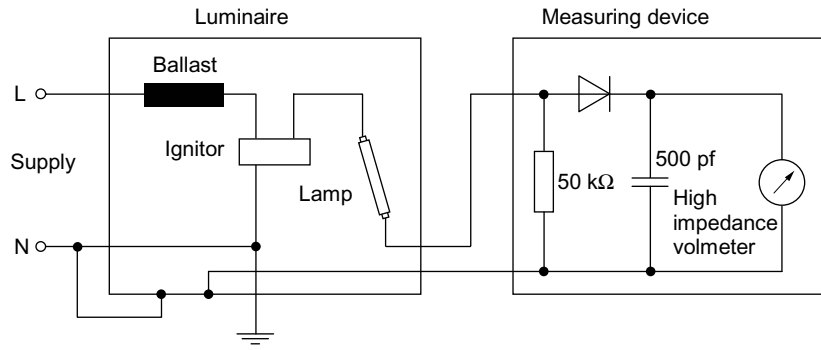 Luminaire
Measuring device
Ballast
L
Ignitor
Supply
Lamp
50 kΩ
500 pf
High
impedance
volmeter
N